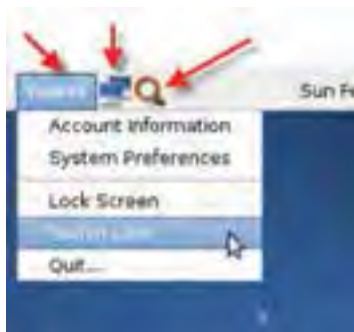 Sun Fe
Account Information
System Preferences
Lock Screen
Quit...